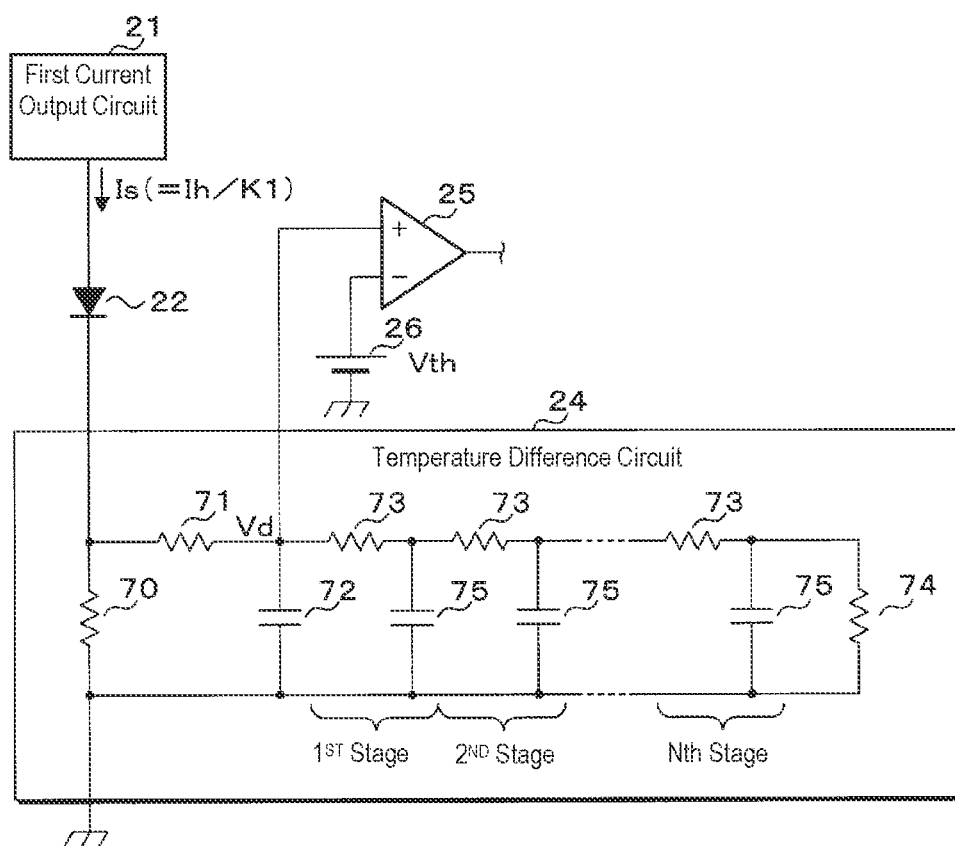 21
First Current
Output Circuit
Is(=Ih/K1)
25
+
−
22
26
Vth
24
Temperature Difference Circuit
71
Vd
73
73
73
70
72
75
75
75
74
1ST Stage
2ND Stage
Nth Stage